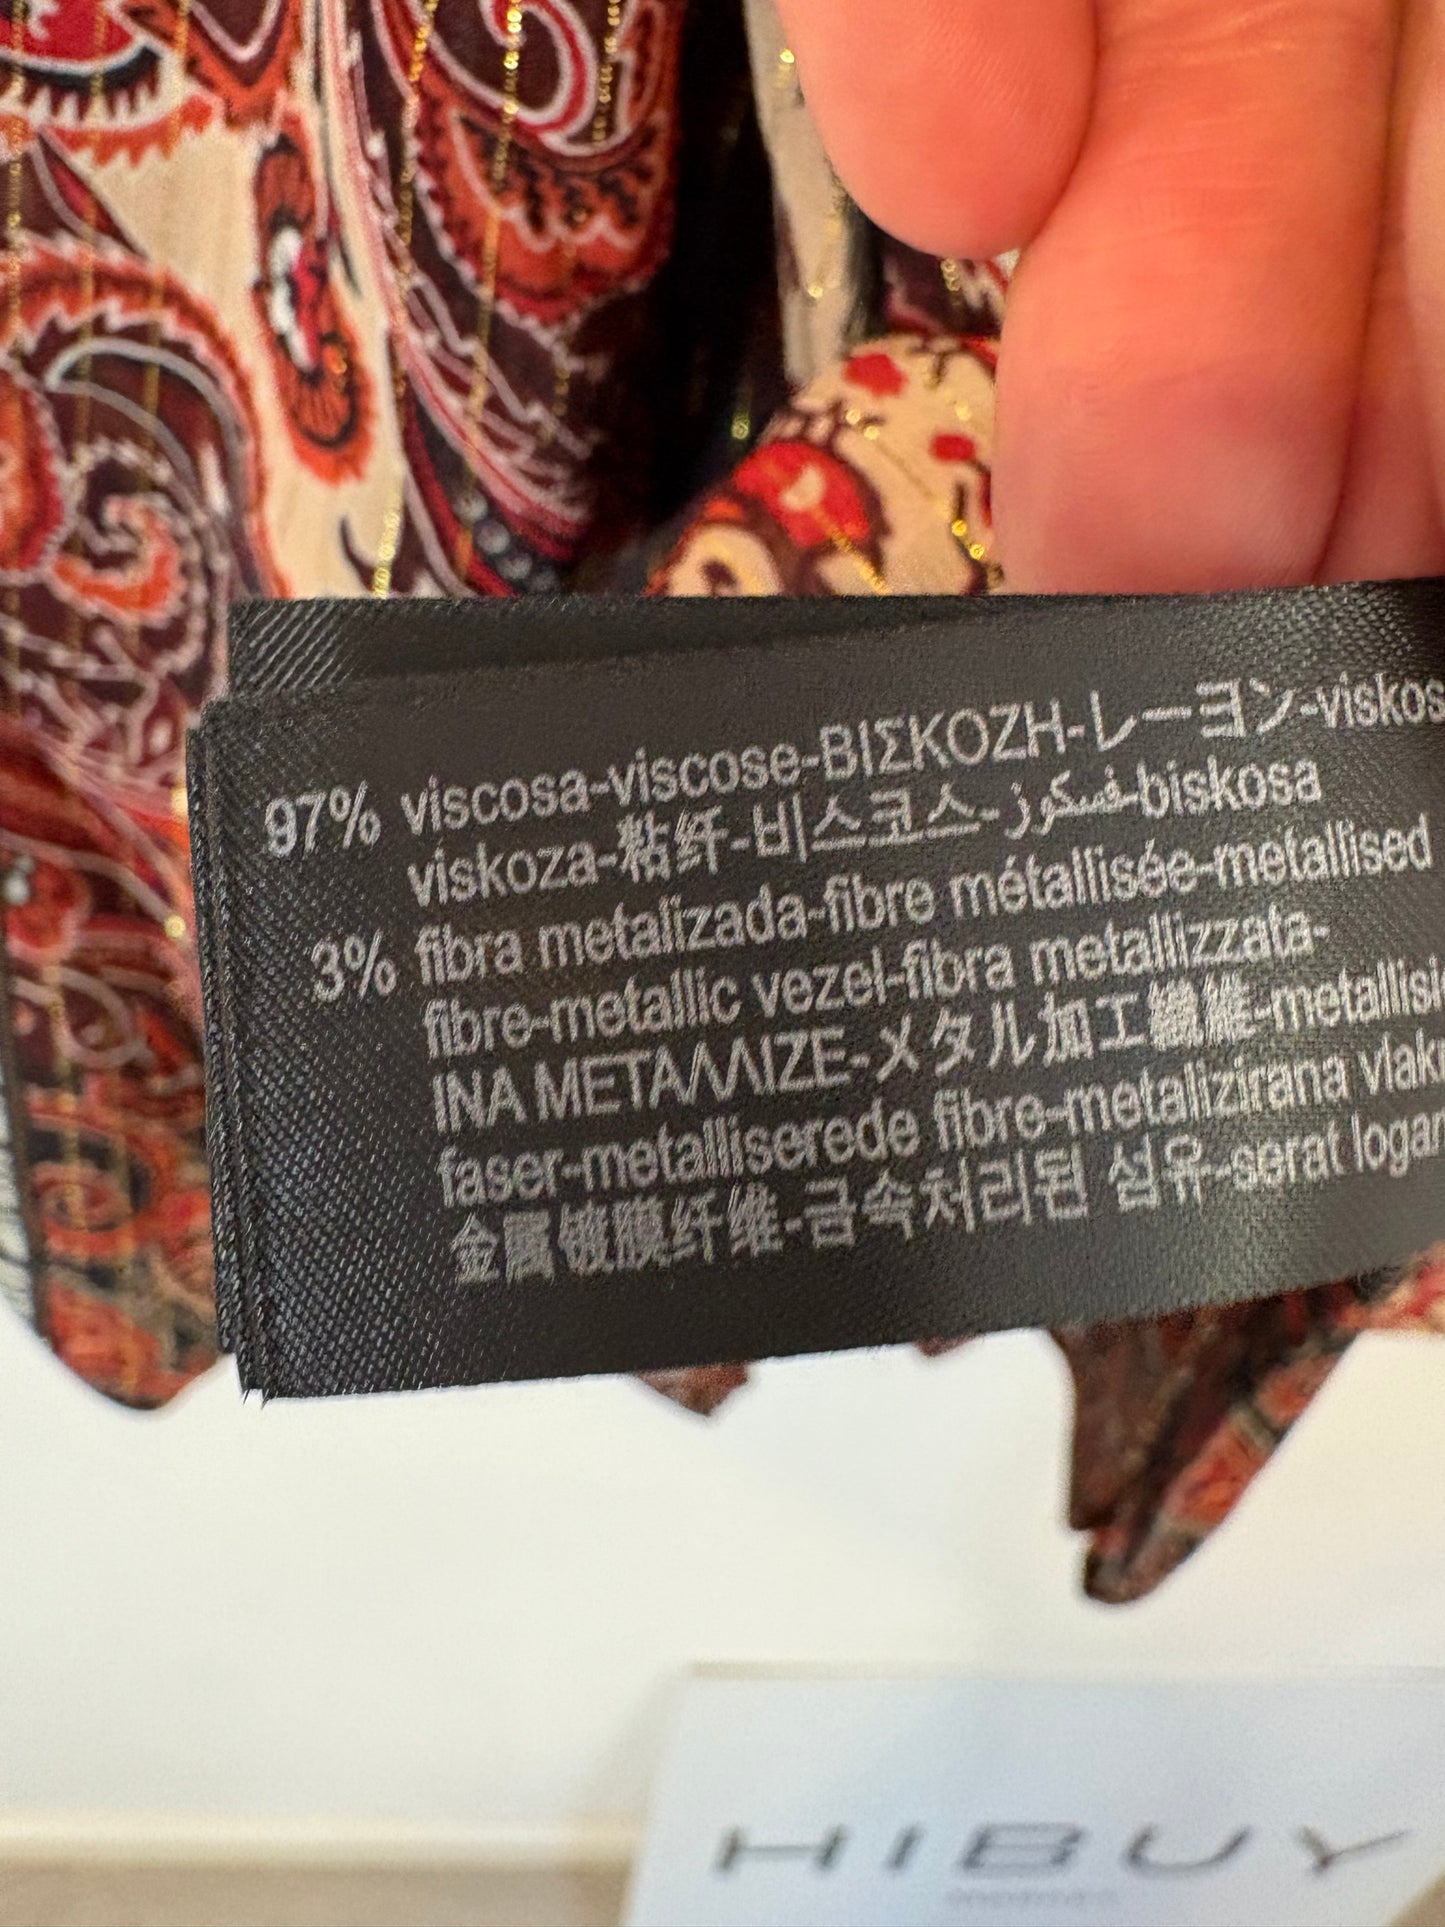 97% viscosa-viscose-ΒΙΣΚΟΖΗ-レーヨン-viskos
viskoza-粘纤-비스코스-فسكوز-biskosa
3% fibra metalizada-fibre métallisée-metallised
fibre-metallic vezel-fibra metallizzata-
ΙΝΑ ΜΕΤΑΛΛΙΖΕ-メタル加工繊維-metallisi
faser-metalliserede fibre-metalizirana vlak
金属镀膜纤维-금속처리된 섬유-serat logam
HIBUY